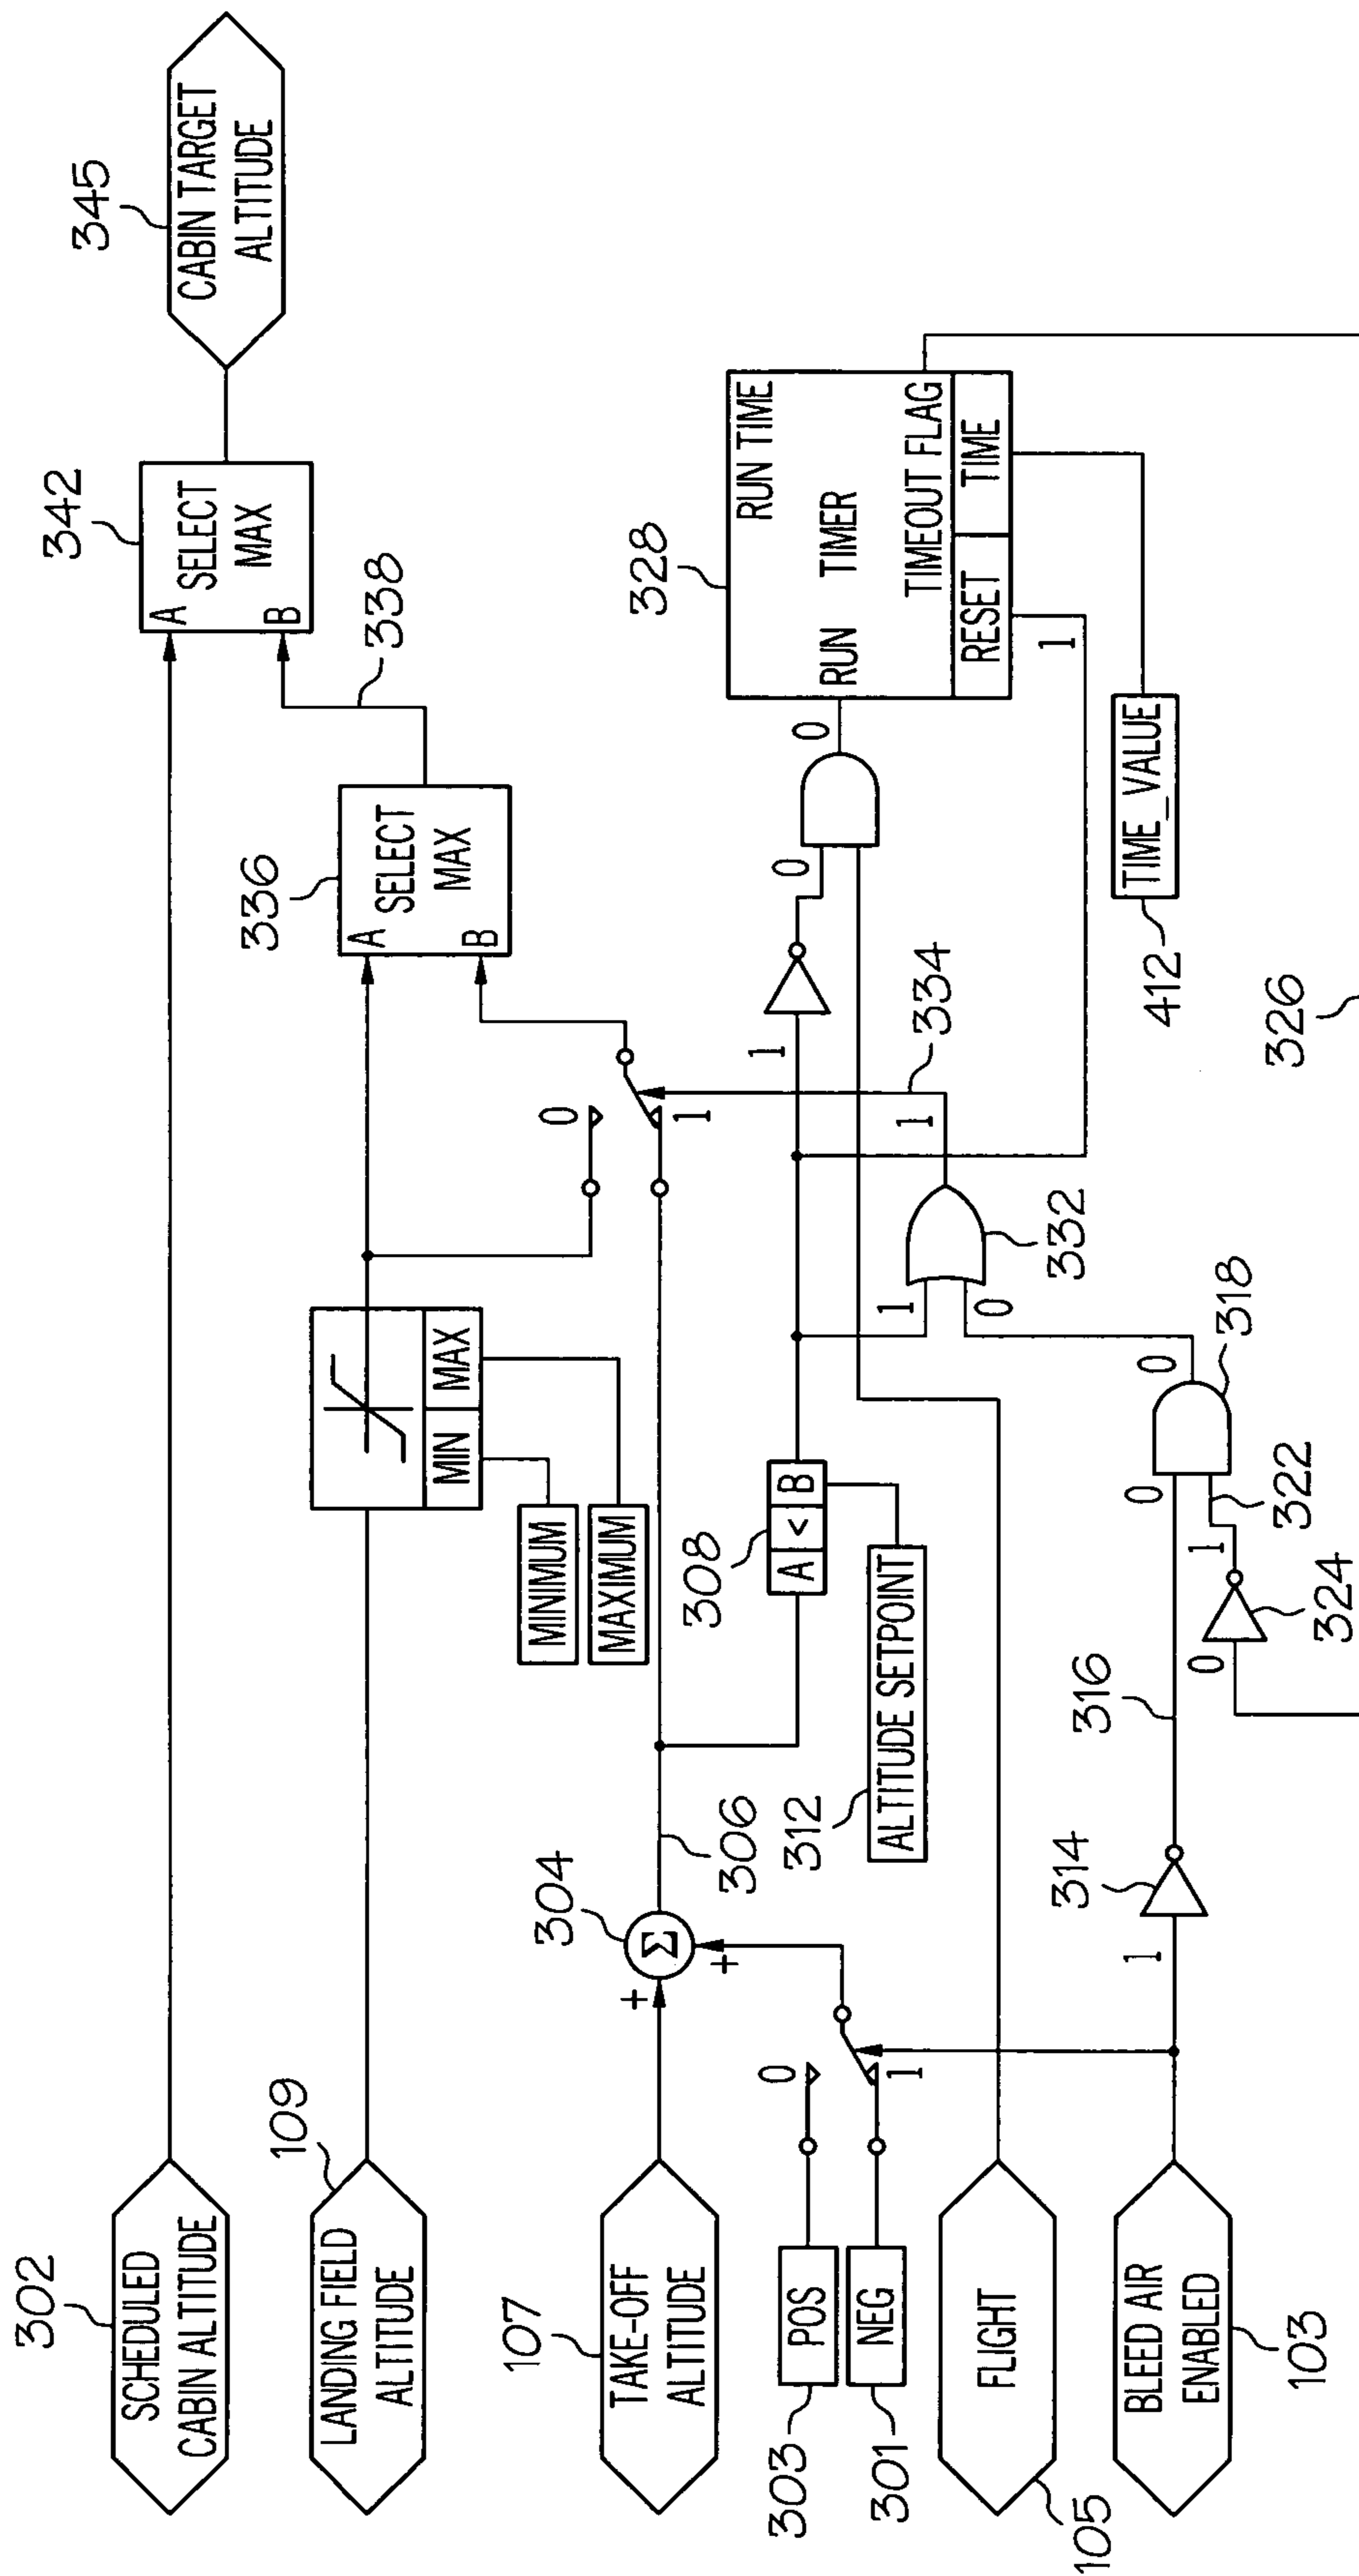 302
SCHEDULED
CABIN ALTITUDE
109
LANDING FIELD
ALTITUDE
107
TAKE-OFF
ALTITUDE
303
POS
301
NEG
0
1
105
FLIGHT
103
BLEED AIR
ENABLED
304
Σ
+
+
306
MINIMUM
MAXIMUM
MIN
MAX
308
A
<
B
312
ALTITUDE SETPOINT
314
1
316
0
318
0
322
1
324
0
326
332
1
0
334
1
0
1
336
A
SELECT
MAX
B
338
342
A
SELECT
MAX
B
345
CABIN TARGET
ALTITUDE
1
0
0
328
RUN TIME
RUN
TIMER
TIMEOUT FLAG
RESET
TIME
1
412
TIME_VALUE